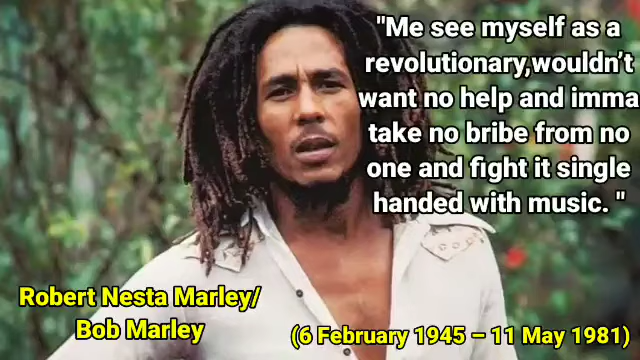 "Me see myself as a
revolutionary,wouldn’t
want no help and imma
take no bribe from no
one and fight it single
handed with music. "
Robert Nesta Marley/
Bob Marley
(6 February 1945 – 11 May 1981)